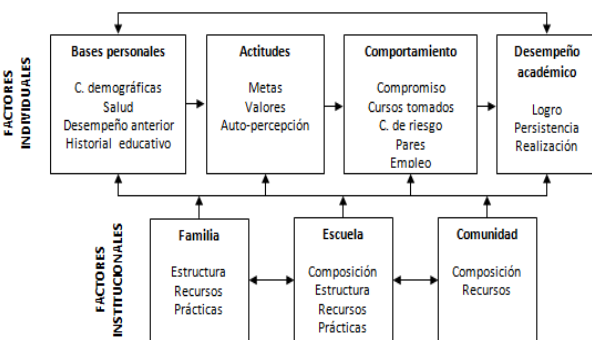 FACTORES
INDIVIDUALES
Bases personales
C. demográficas
Salud
Desempeño anterior
Historial educativo
Actitudes
Metas
Valores
Auto-percepción
Comportamiento
Compromiso
Cursos tomados
C. de riesgo
Pares
Empleo
Desempeño
académico
Logro
Persistencia
Realización
FACTORES
INSTITUCIONALES
Familia
Estructura
Recursos
Prácticas
Escuela
Composición
Estructura
Recursos
Prácticas
Comunidad
Composición
Recursos